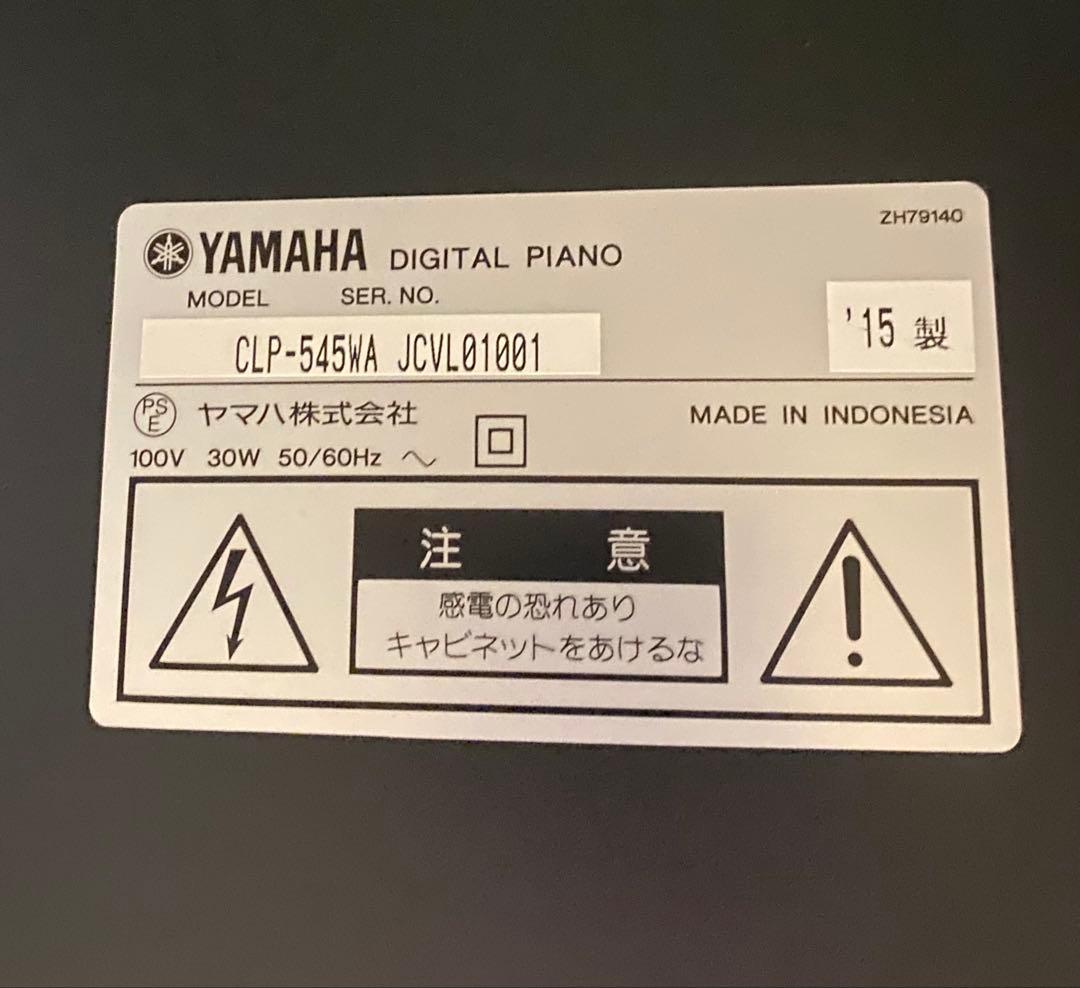 ZH79140
YAMAHA DIGITAL PIANO
MODEL SER. NO.
CLP-545WA JCVL01001
'15 製
PSE ヤマハ株式会社
MADE IN INDONESIA
100V 30W 50/60Hz ～
注 意
感電の恐れあり
キャビネットをあけるな